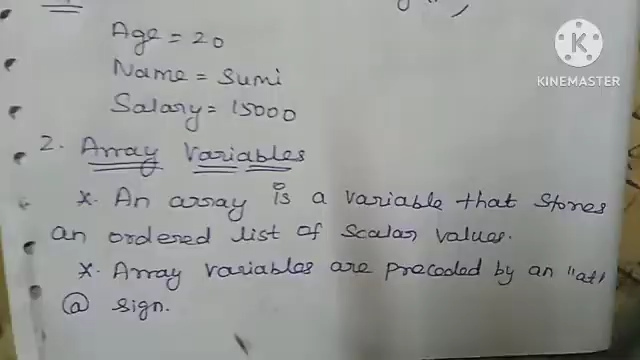 Age = 20
Name = Sumi
Salary = 15000
2. Array Variables
*. An array is a variable that stores
an ordered list of scalar values.
*. Array variables are preceded by an "at"
@ sign.
K
KINEMASTER